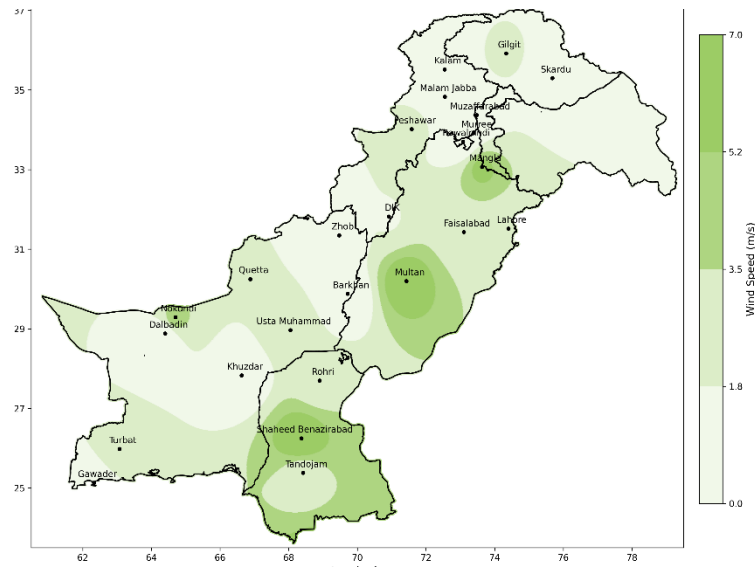 37
7.0
Gilgit
Kalam
Skardu
35
Malam Jabba
Muzaffarabad
Peshawar
Murree
Rawalpindi
5.2
Mangla
33
DIK
Zhob
Faisalabad
Lahore
31
Quetta
Multan
Barkhan
3.5
Wind Speed (m/s)
Nokundi
Dalbadin
Usta Muhammad
29
Khuzdar
Rohri
1.8
27
Shaheed Benazirabad
Turbat
Tandojam
Gawader
25
0.0
62
64
66
68
70
72
74
76
78